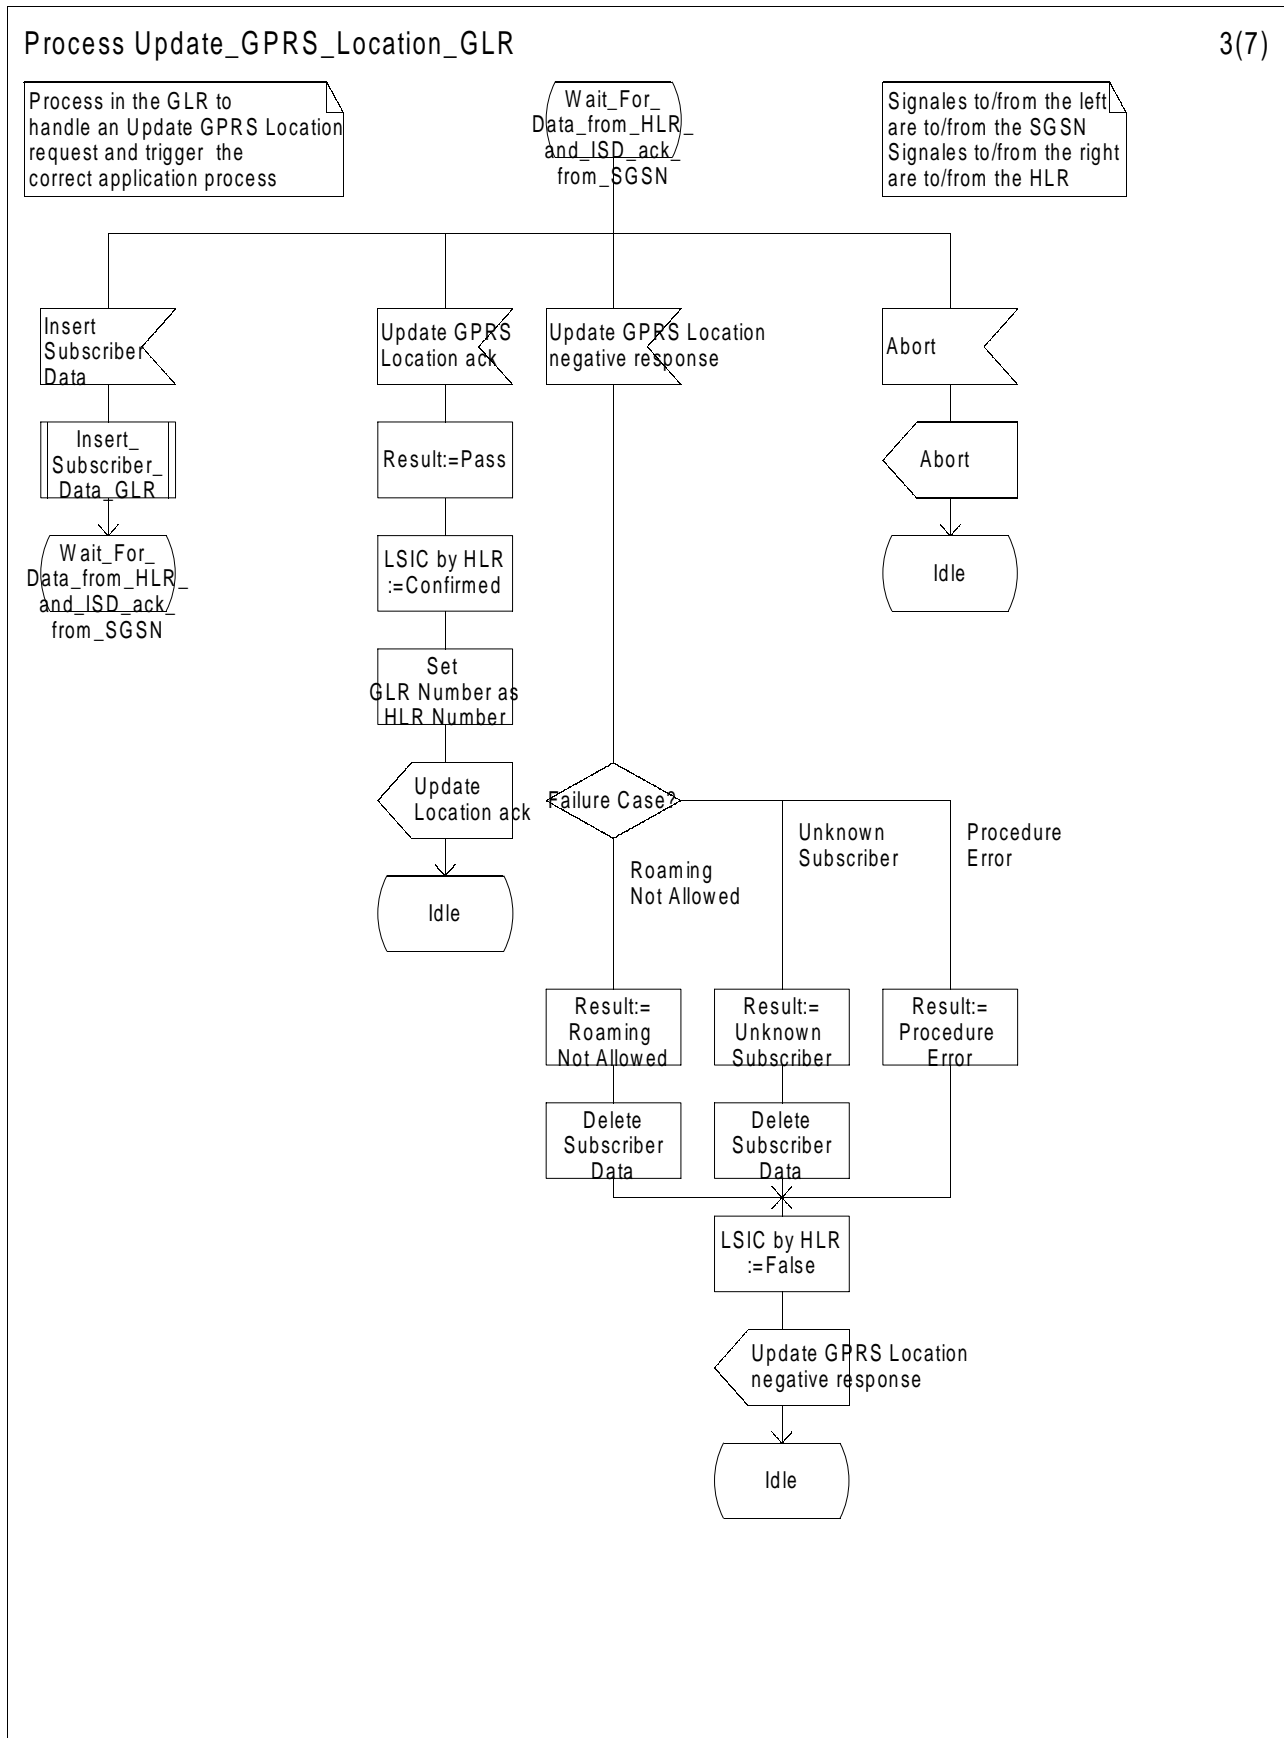 Process Update_GPRS_Location_GLR
3(7)
Process in the GLR to
handle an Update GPRS Location
request and trigger the
correct application process
Wait_For_
Data_from_HLR_
and_ISD_ack_
from_SGSN
Signales to/from the left
are to/from the SGSN
Signales to/from the right
are to/from the HLR
Insert
Subscriber
Data
Update GPRS
Location ack
Update GPRS Location
negative response
Abort
Insert_
Subscriber_
Data_GLR
Result:=Pass
Abort
Wait_For_
Data_from_HLR_
and_ISD_ack_
from_SGSN
LSIC by HLR
:=Confirmed
Idle
Set
GLR Number as
HLR Number
Update
Location ack
Failure Case?
Unknown
Subscriber
Procedure
Error
Roaming
Not Allowed
Idle
Result:=
Roaming
Not Allowed
Result:=
Unknown
Subscriber
Result:=
Procedure
Error
Delete
Subscriber
Data
Delete
Subscriber
Data
LSIC by HLR
:=False
Update GPRS Location
negative response
Idle